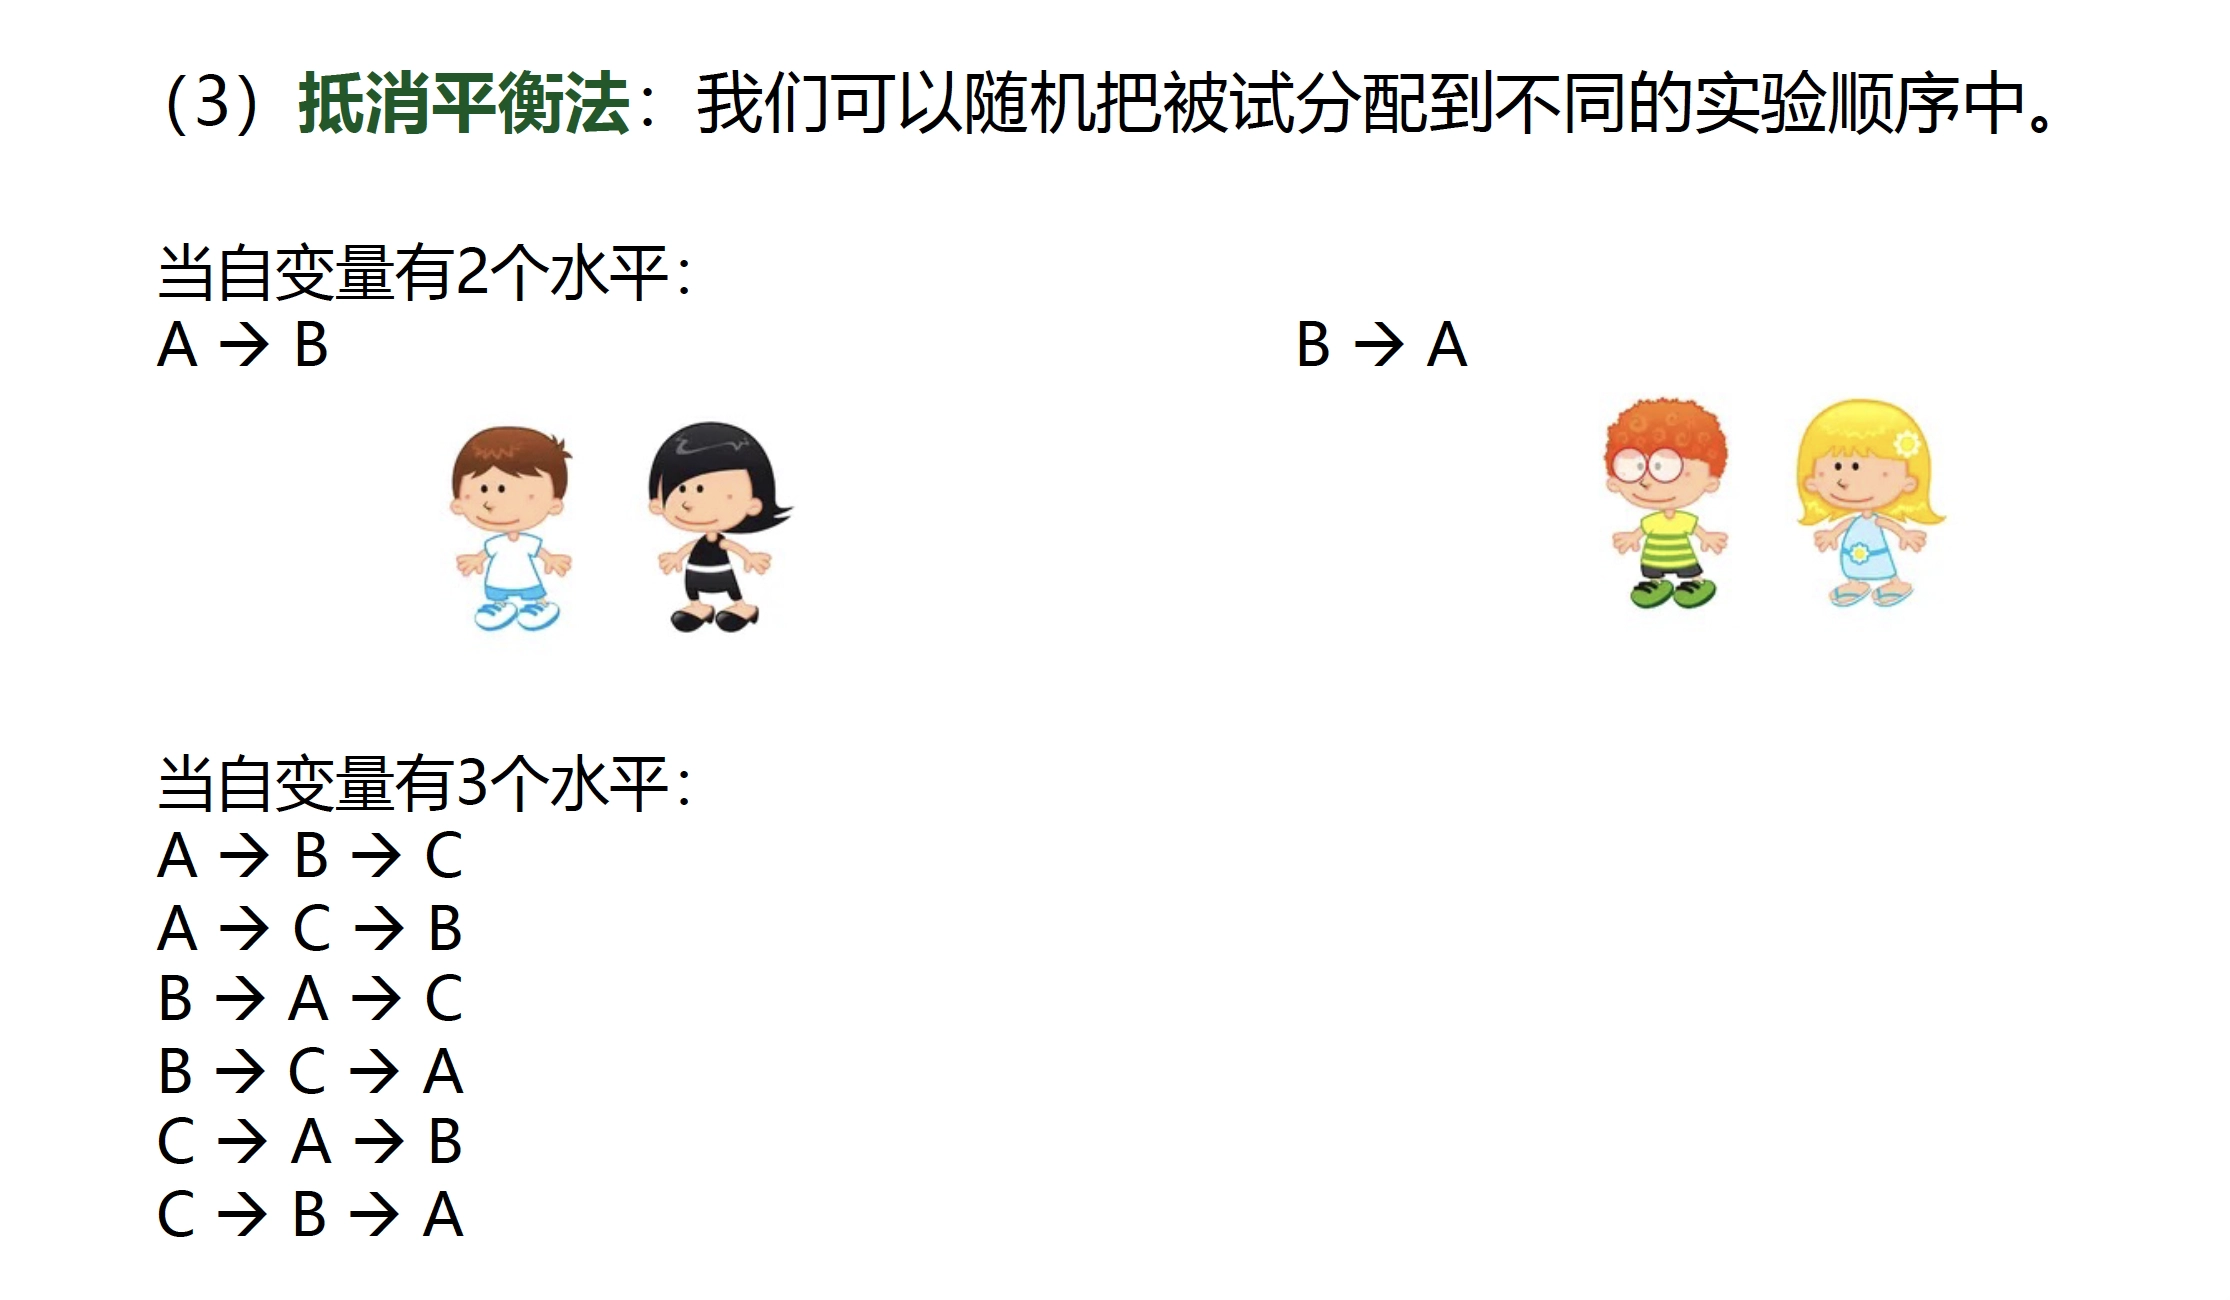 （3）抵消平衡法：我们可以随机把被试分配到不同的实验顺序中。
当自变量有2个水平：
A → B
B → A
当自变量有3个水平：
A → B → C
A → C → B
B → A → C
B → C → A
C → A → B
C → B → A